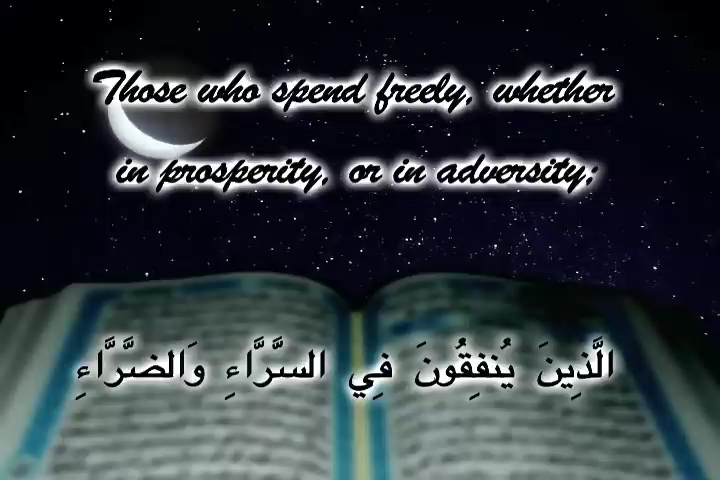 Those who spend freely, whether
in prosperity, or in adversity;
الَّذِينَ يُنفِقُونَ فِي السَّرَّاءِ وَالضَّرَّاءِ